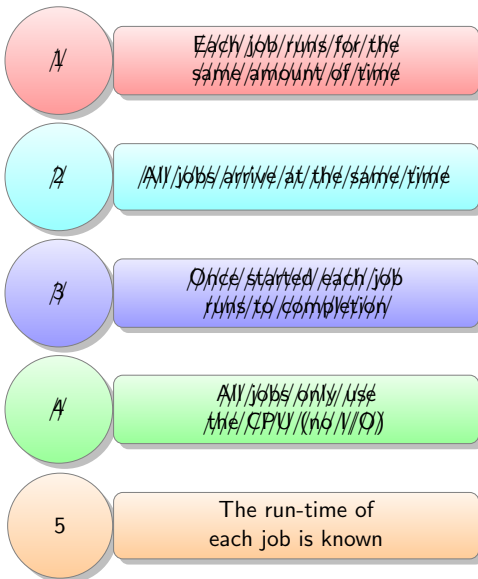 1
Each job runs for the
same amount of time
2
All jobs arrive at the same time
3
Once started each job
runs to completion
4
All jobs only use
the CPU (no I/O)
5
The run-time of
each job is known